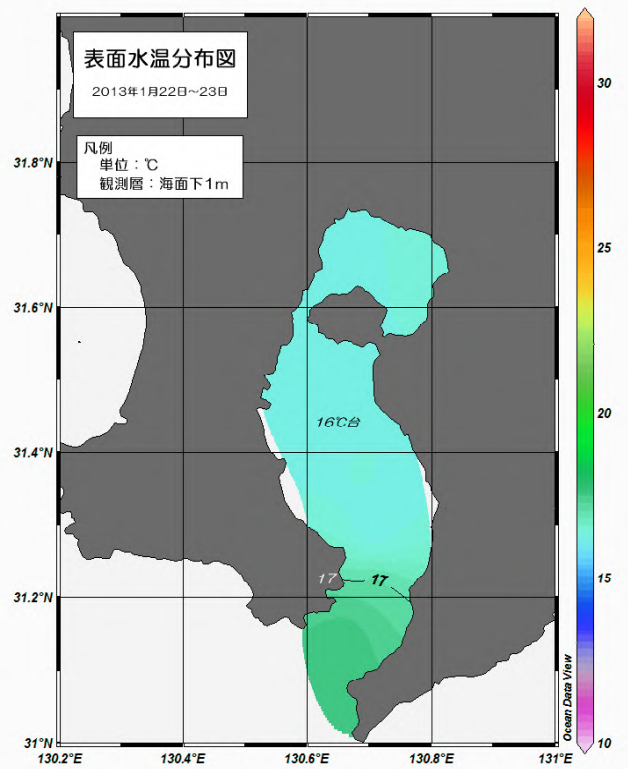 表面水温分布図
2013年1月22日～23日
凡例
単位：℃
観測層：海面下1m
31.8°N
31.6°N
31.4°N
31.2°N
31°N
130.2°E
130.4°E
130.6°E
130.8°E
131°E
16℃台
17
17
30
25
20
15
10
Ocean Data View